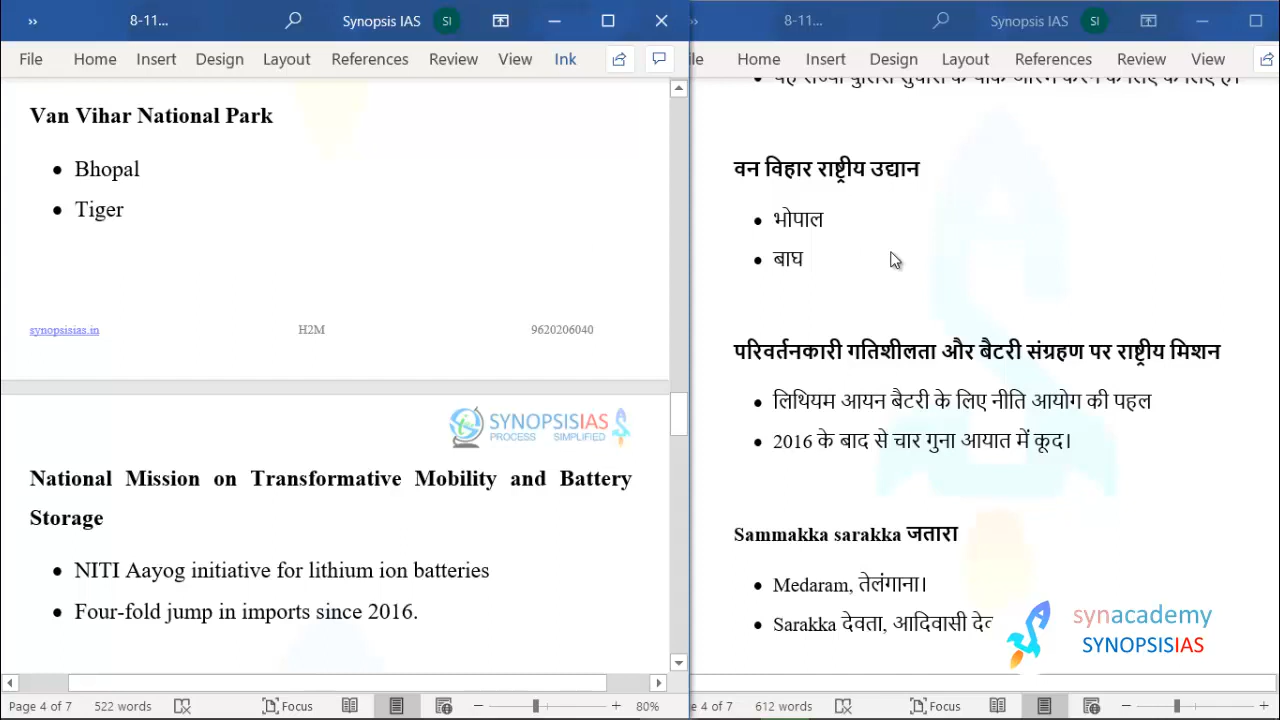 8-11...
Synopsis IAS
SI
File Home Insert Design Layout References Review View Ink
Van Vihar National Park
Bhopal
Tiger
synopsisias.in H2M 9620206040
SYNOPSISIAS
PROCESS SIMPLIFIED
National Mission on Transformative Mobility and Battery
Storage
NITI Aayog initiative for lithium ion batteries
Four-fold jump in imports since 2016.
Page 4 of 7 522 words Focus 80%
8-11...
Synopsis IAS
SI
Home Insert Design Layout References Review View
वन विहार राष्ट्रीय उद्यान
भोपाल
बाघ
परिवर्तनकारी गतिशीलता और बैटरी संग्रहण पर राष्ट्रीय मिशन
लिथियम आयन बैटरी के लिए नीति आयोग की पहल
2016 के बाद से चार गुना आयात में कूद।
Sammakka sarakka जतारा
Medaram, तेलंगाना।
Sarakka देवता, आदिवासी
synacademy
SYNOPSISIAS
4 of 7 612 words Focus